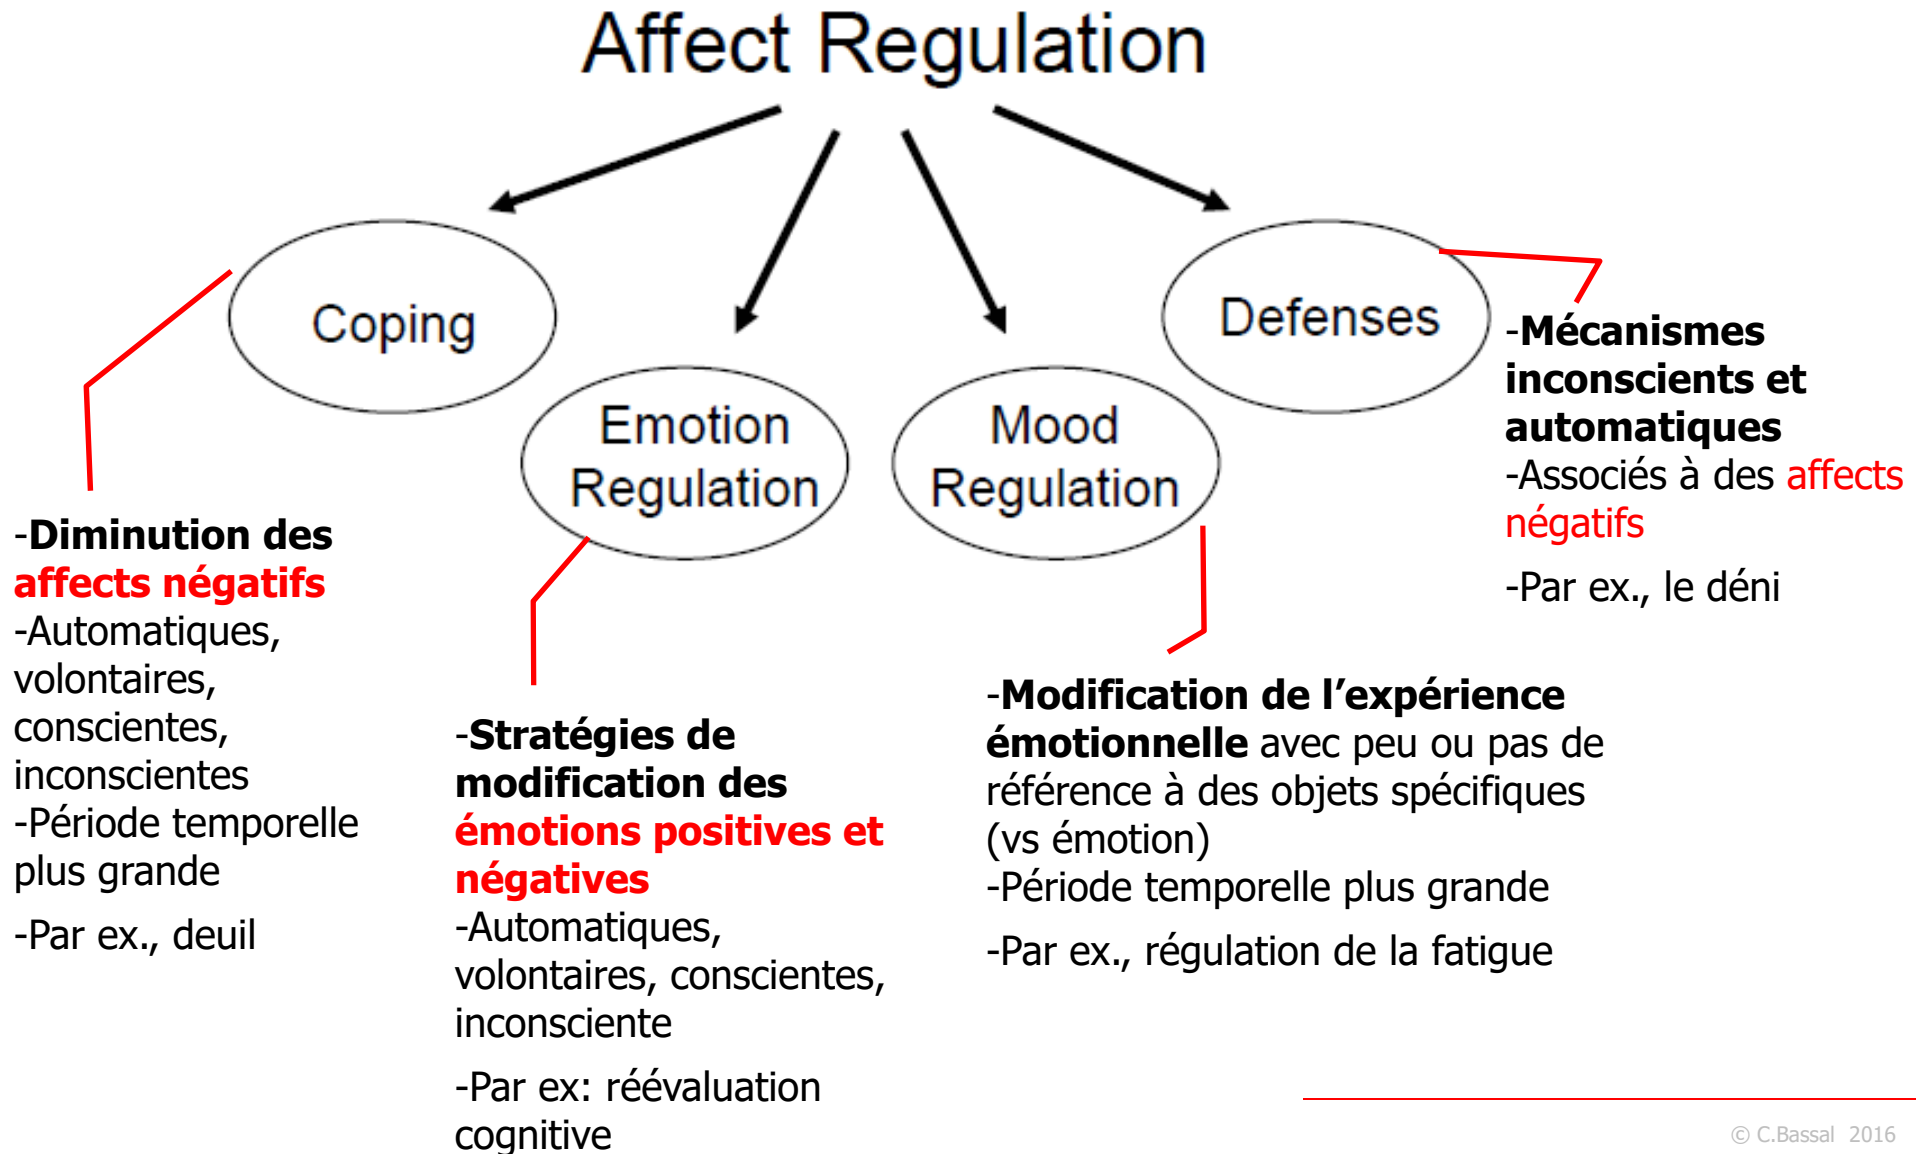 Affect Regulation
Coping
Emotion
Regulation
Mood
Regulation
Defenses
-Diminution des
affects négatifs
-Automatiques,
volontaires,
conscientes,
inconscientes
-Période temporelle
plus grande
-Par ex., deuil
-Stratégies de
modification des
émotions positives et
négatives
-Automatiques,
volontaires, conscientes,
inconsciente
-Par ex: réévaluation
cognitive
-Modification de l’expérience
émotionnelle avec peu ou pas de
référence à des objets spécifiques
(vs émotion)
-Période temporelle plus grande
-Par ex., régulation de la fatigue
-Mécanismes
inconscients et
automatiques
-Associés à des affects
négatifs
-Par ex., le déni
© C.Bassal 2016